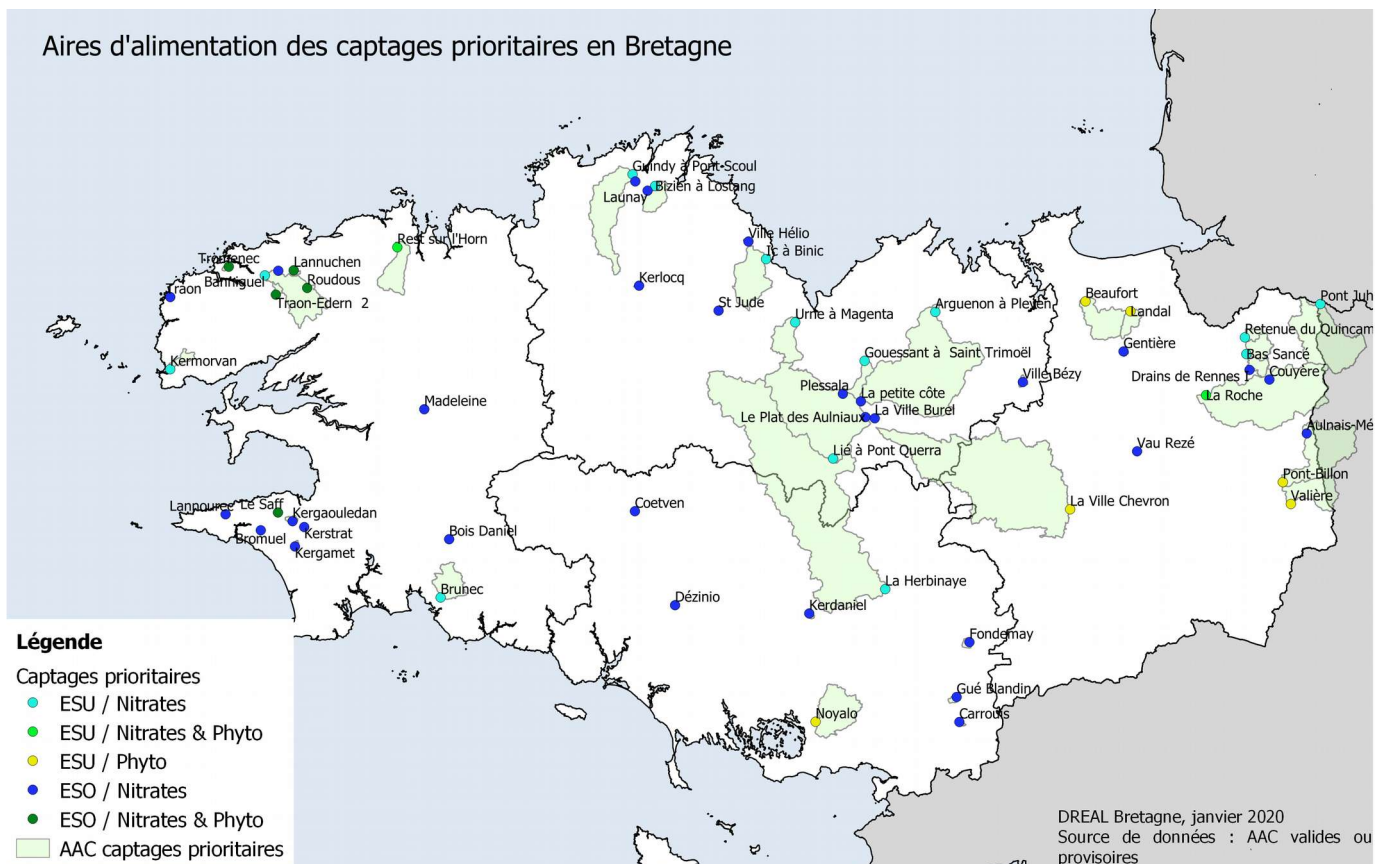 Aires d'alimentation des captages prioritaires en Bretagne
Guindy à Pont-Scoul
Launay
Bizien à Lostang
Rest sur l'Horn
Ville Hélio
Ic à Binic
Tromenec
Lannuchen
Banniguel
Roudous
Traon
Traon-Edern 2
Kerlocq
St Jude
Urne à Magenta
Arguenon à Pleven
Beaufort
Landal
Pont Juh
Retenue du Quincam
Kermorvan
Gouessant à Saint Trimoël
Gentière
Bas Sancé
Drains de Rennes I
Couyère
Ville Bézy
Plessala
La petite côte
La Roche
Madeleine
Le Plat des Aulniaux
La Ville Burel
Aulnais-Mé
Vau Rezé
Lié à Pont Querra
Pont-Billon
Valière
La Ville Chevron
Lannourec
Le Saff
Kergaouledan
Bromuel
Kerstrat
Kergamet
Coetven
Bois Daniel
Brunec
La Herbinaye
Dézinio
Kerdaniel
Fondemay
Gué Blandin
Carrouis
Noyalo
Légende
Captages prioritaires
ESU / Nitrates
ESU / Nitrates & Phyto
ESU / Phyto
ESO / Nitrates
ESO / Nitrates & Phyto
AAC captages prioritaires
DREAL Bretagne, janvier 2020
Source de données : AAC valides ou
provisoires